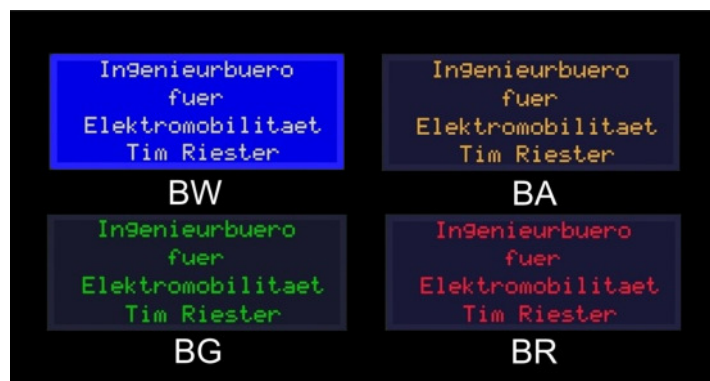 Ingenieurbuero
fuer
Elektromobilitaet
Tim Riester
BW
Ingenieurbuero
fuer
Elektromobilitaet
Tim Riester
BA
Ingenieurbuero
fuer
Elektromobilitaet
Tim Riester
BG
Ingenieurbuero
fuer
Elektromobilitaet
Tim Riester
BR